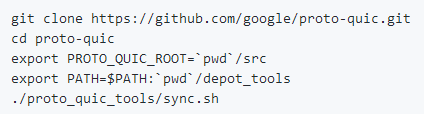 git clone https://github.com/google/proto-quic.git
cd proto-quic
export PROTO_QUIC_ROOT=`pwd`/src
export PATH=$PATH:`pwd`/depot_tools
./proto_quic_tools/sync.sh